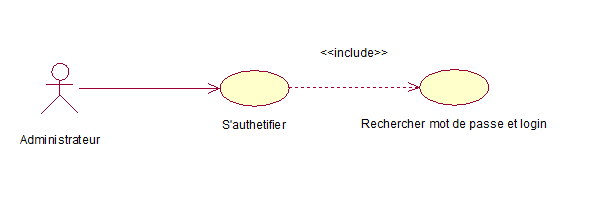 <<include>>
S'authetifier
Rechercher mot de passe et login
Administrateur